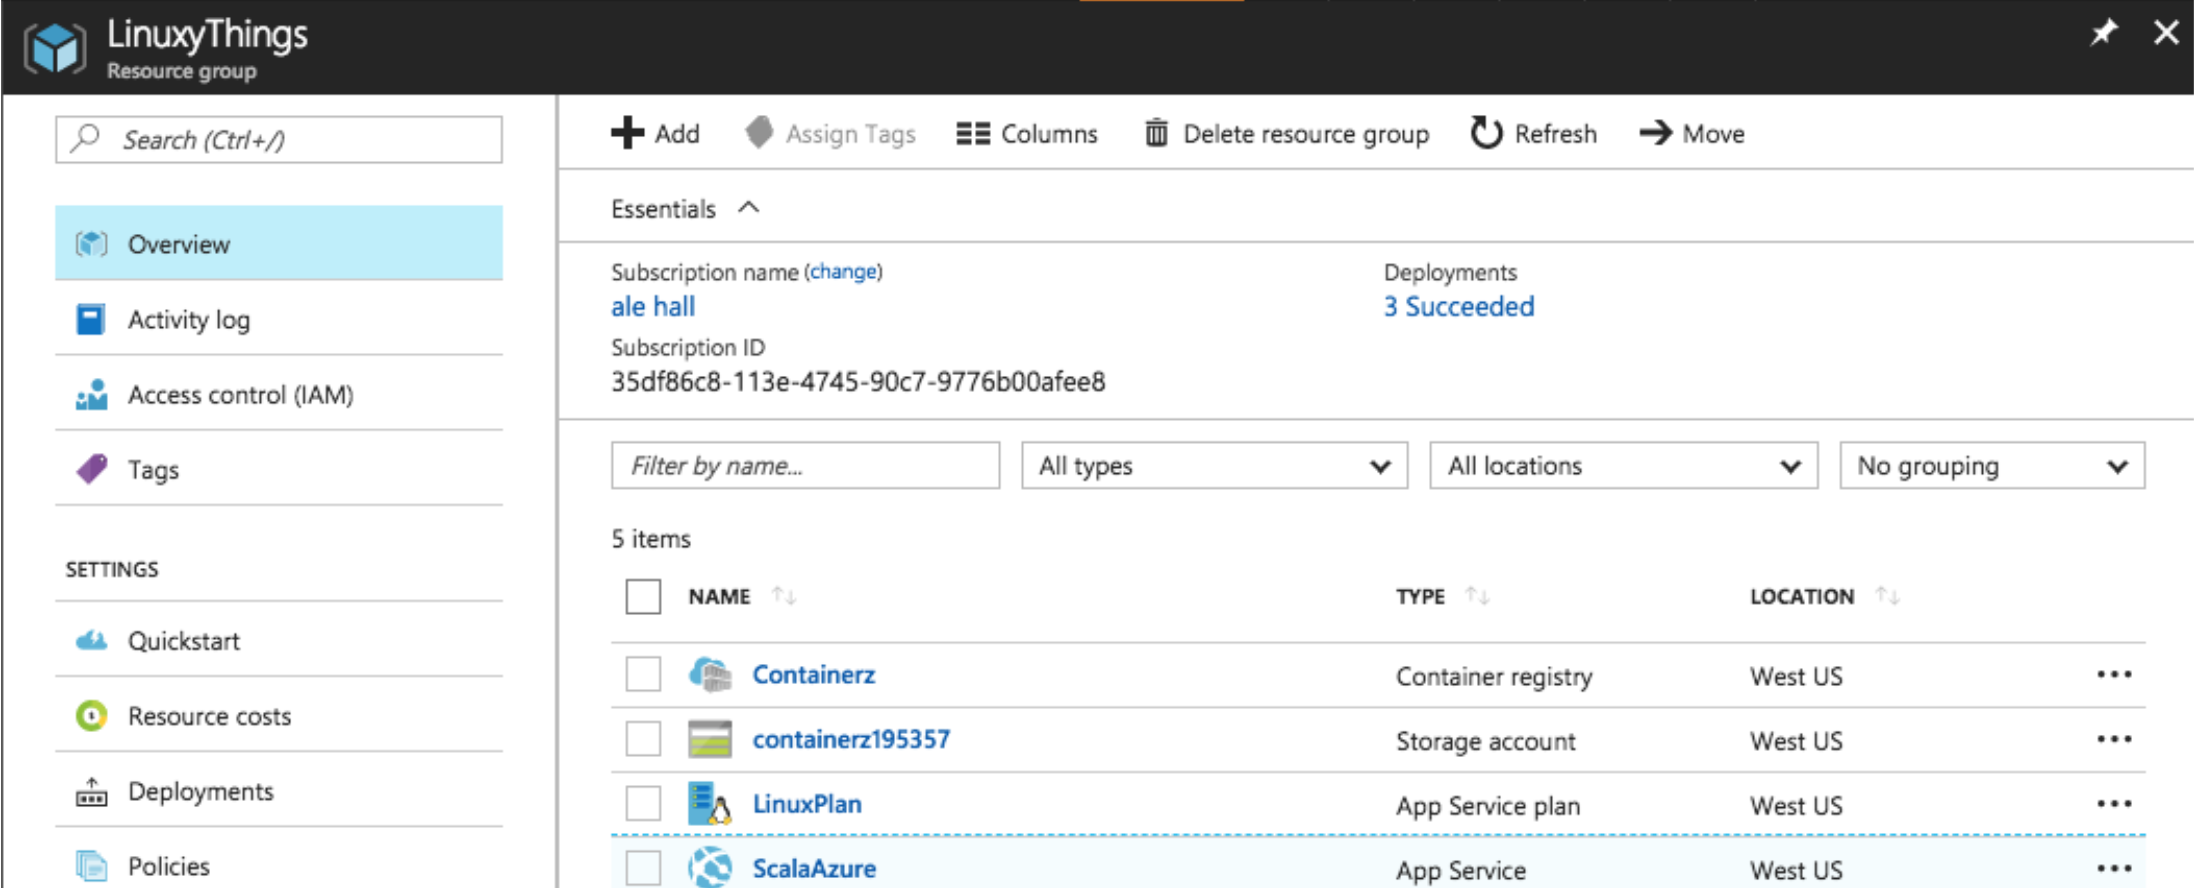 LinuxyThings
Resource group
Search (Ctrl+/)
Overview
Activity log
Access control (IAM)
Tags
SETTINGS
Quickstart
Resource costs
Deployments
Policies
Add Assign Tags Columns Delete resource group Refresh Move
Essentials
Subscription name (change)
ale hall
Subscription ID
35df86c8-113e-4745-90c7-9776b00afee8
Deployments
3 Succeeded
Filter by name... All types All locations No grouping
5 items
NAME TYPE LOCATION
Containerz Container registry West US
containerz195357 Storage account West US
LinuxPlan App Service plan West US
ScalaAzure App Service West US